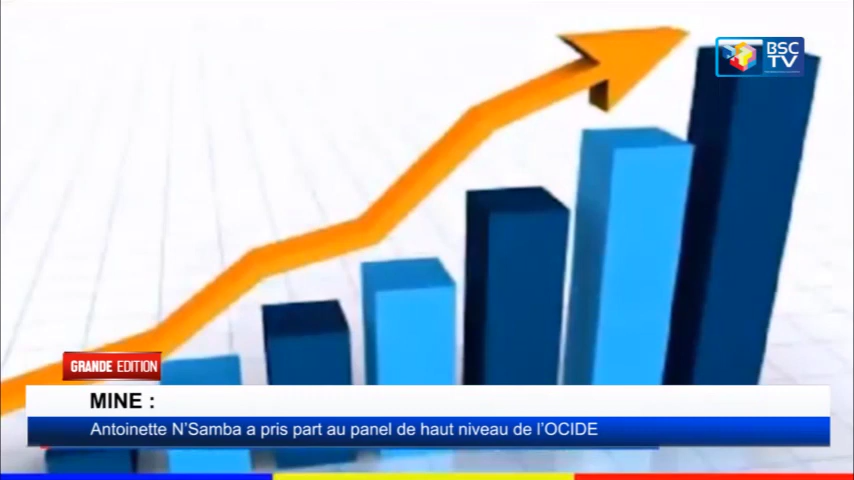 BSC
TV
GRANDE EDITION
MINE :
Antoinette N'Samba a pris part au panel de haut niveau de l'OCIDE